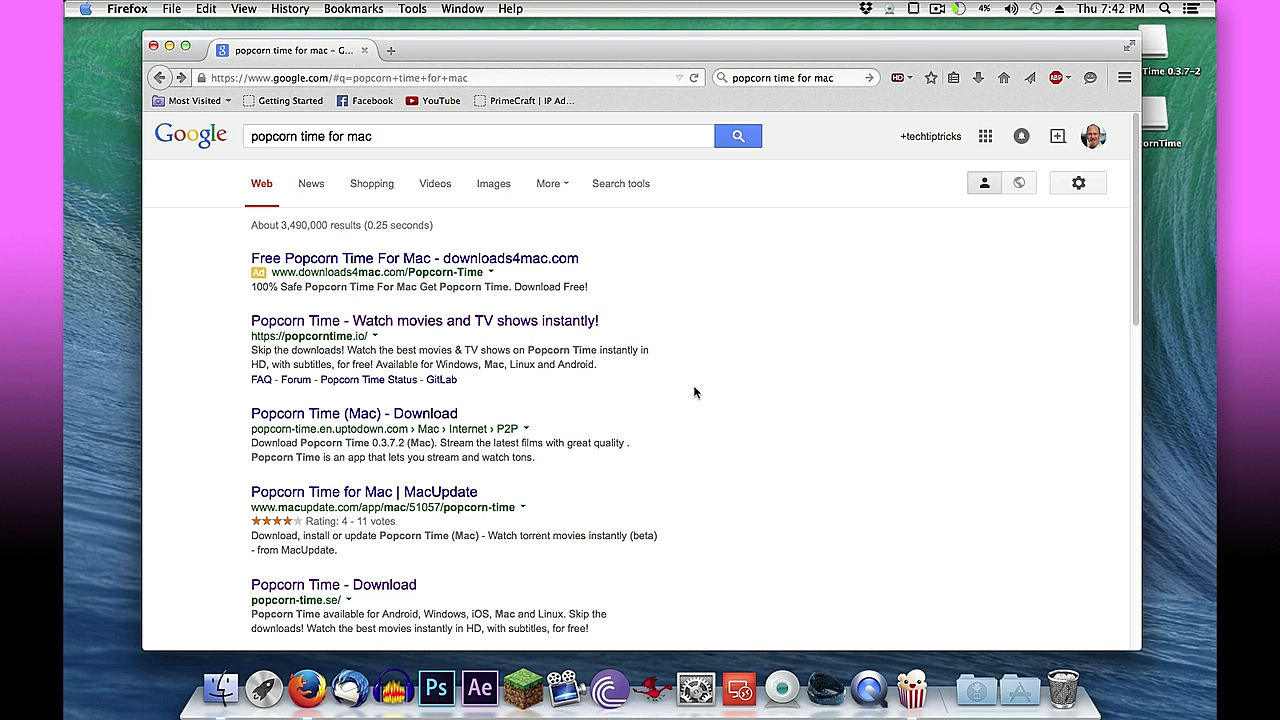 Firefox File Edit View History Bookmarks Tools Window Help 4% Thu 7:42 PM
popcorn time for mac – G...
Time 0.3.7-2
https://www.google.com/#q=popcorn+time+for+mac popcorn time for mac HD ABP
Most Visited Getting Started Facebook YouTube PrimeCraft | IP Ad...
Google popcorn time for mac +techtiptricks
cornTime
Web News Shopping Videos Images More Search tools
About 3,490,000 results (0.25 seconds)
Free Popcorn Time For Mac - downloads4mac.com
Ad www.downloads4mac.com/Popcorn-Time
100% Safe Popcorn Time For Mac Get Popcorn Time. Download Free!
Popcorn Time - Watch movies and TV shows instantly!
https://popcorntime.io/
Skip the downloads! Watch the best movies & TV shows on Popcorn Time instantly in
HD, with subtitles, for free! Available for Windows, Mac, Linux and Android.
FAQ - Forum - Popcorn Time Status - GitLab
Popcorn Time (Mac) - Download
popcorn-time.en.uptodown.com › Mac › Internet › P2P
Download Popcorn Time 0.3.7.2 (Mac). Stream the latest films with great quality .
Popcorn Time is an app that lets you stream and watch tons.
Popcorn Time for Mac | MacUpdate
www.macupdate.com/app/mac/51057/popcorn-time
Rating: 4 - 11 votes
Download, install or update Popcorn Time (Mac) - Watch torrent movies instantly (beta)
- from MacUpdate.
Popcorn Time - Download
popcorn-time.se/
Popcorn Time available for Android, Windows, iOS, Mac and Linux. Skip the
downloads! Watch the best movies instantly in HD, with subtitles, for free!
Ps Ae